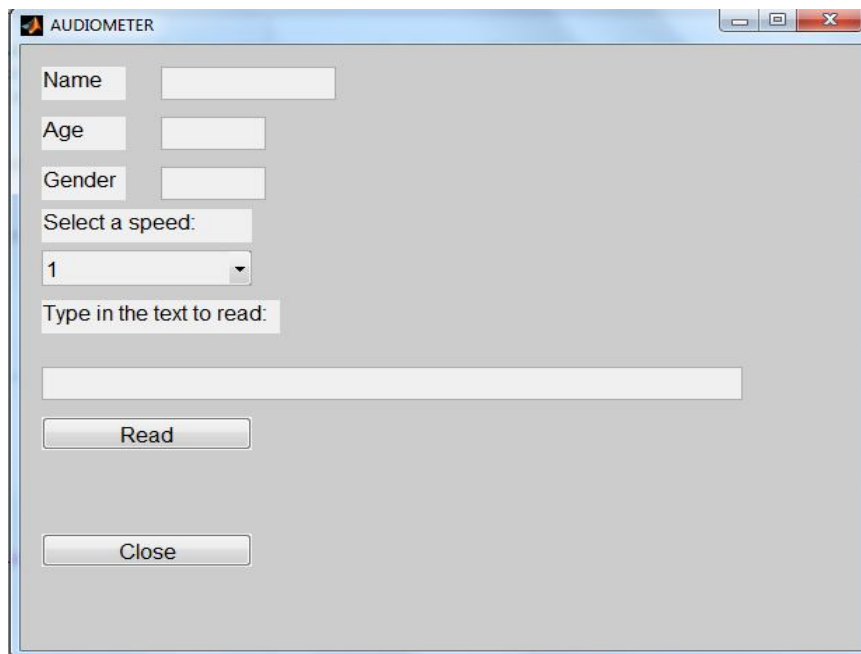 AUDIOMETER
Name
Age
Gender
Select a speed:
1
Type in the text to read:
Read
Close